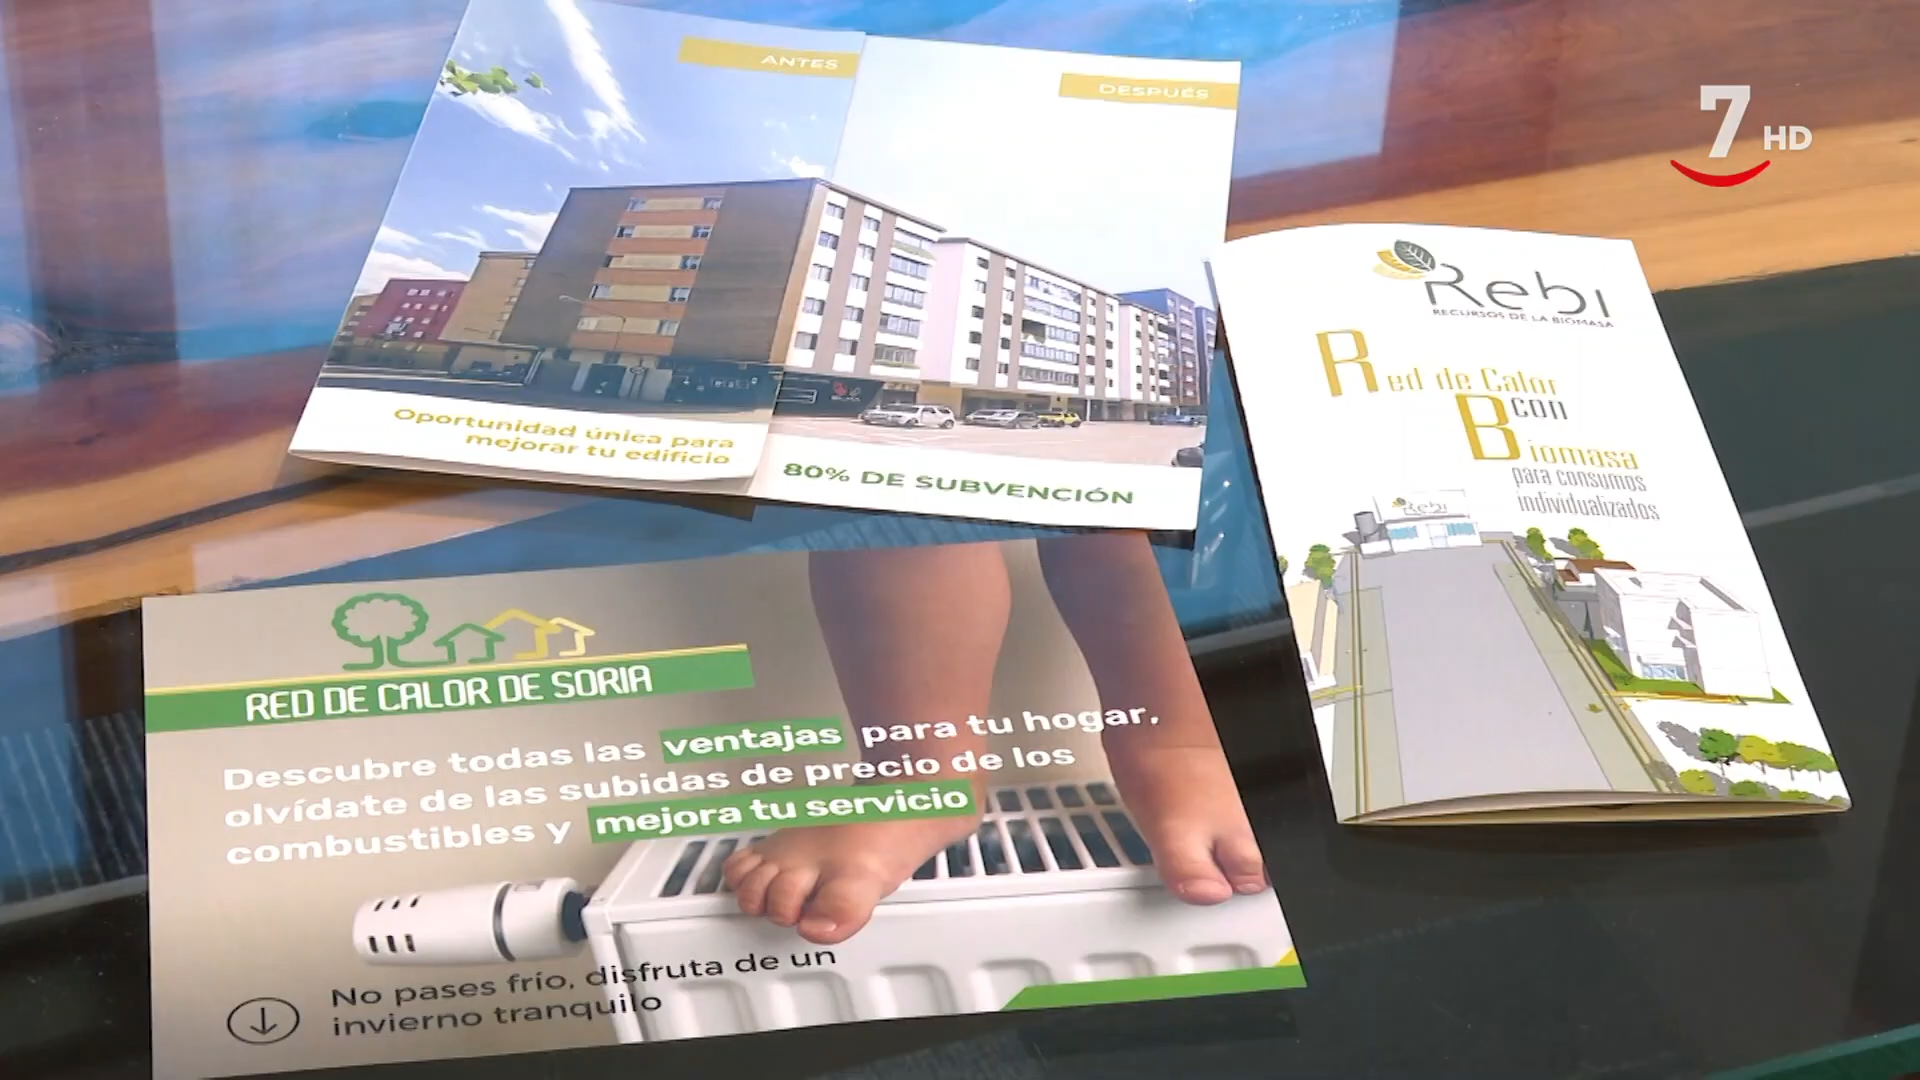 ANTES
DESPUÉS
Oportunidad única para
mejorar tu edificio
80% DE SUBVENCIÓN
7 HD
Rebi
RECURSOS DE LA BIOMASA
Red de Calor
con
Biomasa
para consumos
individualizados
Rebi
RED DE CALOR DE SORIA
Descubre todas las ventajas para tu hogar,
olvídate de las subidas de precio de los
combustibles y mejora tu servicio
No pases frío, disfruta de un
invierno tranquilo